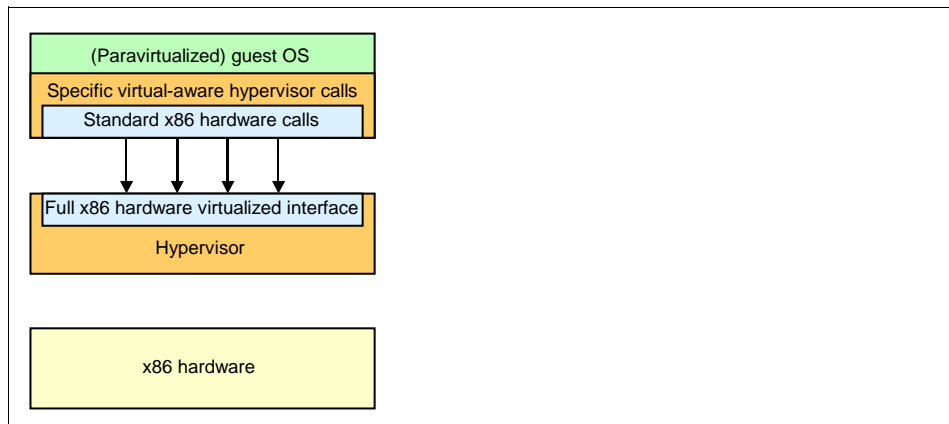 (Paravirtualized) guest OS
Specific virtual-aware hypervisor calls
Standard x86 hardware calls
Full x86 hardware virtualized interface
Hypervisor
x86 hardware